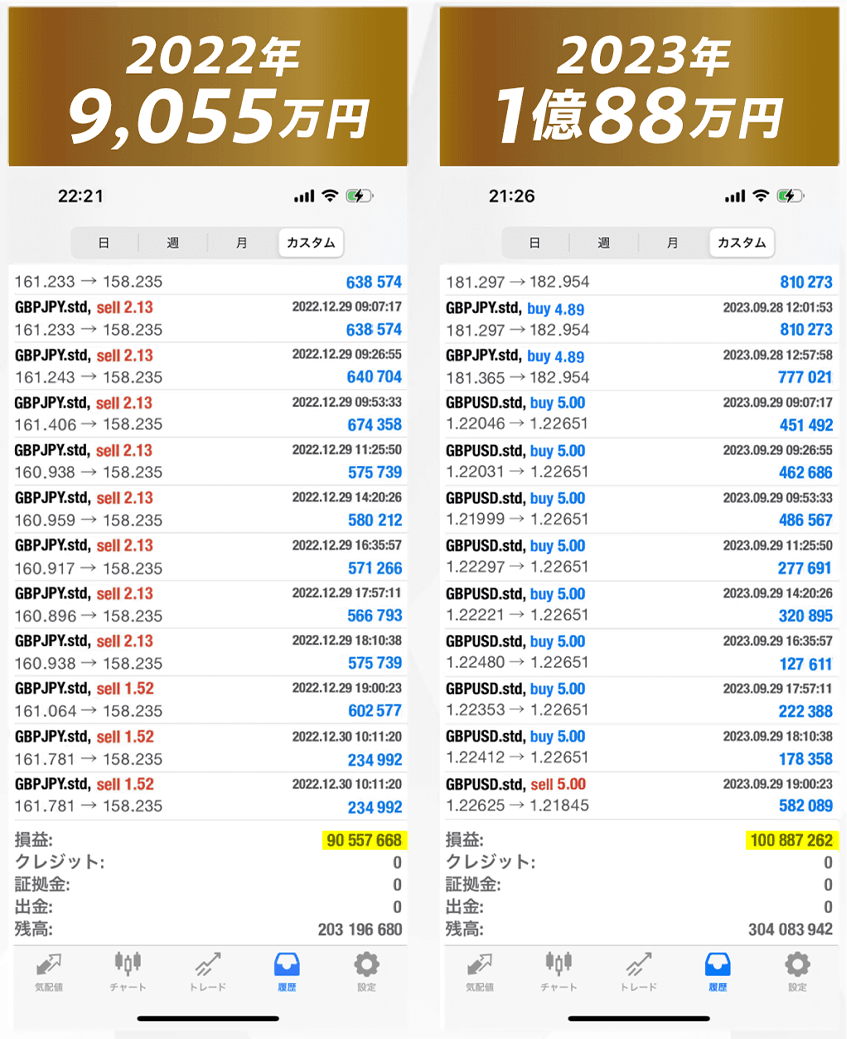 2022年
9,055万円
22:21
日 週 月 カスタム
161.233 → 158.235 638 574
GBPJPY.std, sell 2.13 2022.12.29 09:07:17
161.233 → 158.235 638 574
GBPJPY.std, sell 2.13 2022.12.29 09:26:55
161.243 → 158.235 640 704
GBPJPY.std, sell 2.13 2022.12.29 09:53:33
161.406 → 158.235 674 358
GBPJPY.std, sell 2.13 2022.12.29 11:25:50
160.938 → 158.235 575 739
GBPJPY.std, sell 2.13 2022.12.29 14:20:26
160.959 → 158.235 580 212
GBPJPY.std, sell 2.13 2022.12.29 16:35:57
160.917 → 158.235 571 266
GBPJPY.std, sell 2.13 2022.12.29 17:57:11
160.896 → 158.235 566 793
GBPJPY.std, sell 2.13 2022.12.29 18:10:38
160.938 → 158.235 575 739
GBPJPY.std, sell 1.52 2022.12.29 19:00:23
161.064 → 158.235 602 577
GBPJPY.std, sell 1.52 2022.12.30 10:11:20
161.781 → 158.235 234 992
GBPJPY.std, sell 1.52 2022.12.30 10:11:20
161.781 → 158.235 234 992
損益: 90 557 668
クレジット: 0
証拠金: 0
出金: 0
残高: 203 196 680
気配値 チャート トレード 履歴 設定
2023年
1億88万円
21:26
日 週 月 カスタム
181.297 → 182.954 810 273
GBPJPY.std, buy 4.89 2023.09.28 12:01:53
181.297 → 182.954 810 273
GBPJPY.std, buy 4.89 2023.09.28 12:57:58
181.365 → 182.954 777 021
GBPUSD.std, buy 5.00 2023.09.29 09:07:17
1.22046 → 1.22651 451 492
GBPUSD.std, buy 5.00 2023.09.29 09:26:55
1.22031 → 1.22651 462 686
GBPUSD.std, buy 5.00 2023.09.29 09:53:33
1.21999 → 1.22651 486 567
GBPUSD.std, buy 5.00 2023.09.29 11:25:50
1.22297 → 1.22651 277 691
GBPUSD.std, buy 5.00 2023.09.29 14:20:26
1.22221 → 1.22651 320 895
GBPUSD.std, buy 5.00 2023.09.29 16:35:57
1.22480 → 1.22651 127 611
GBPUSD.std, buy 5.00 2023.09.29 17:57:11
1.22353 → 1.22651 222 388
GBPUSD.std, buy 5.00 2023.09.29 18:10:38
1.22412 → 1.22651 178 358
GBPUSD.std, sell 5.00 2023.09.29 19:00:23
1.22625 → 1.21845 582 089
損益: 100 887 262
クレジット: 0
証拠金: 0
出金: 0
残高: 304 083 942
気配値 チャート トレード 履歴 設定